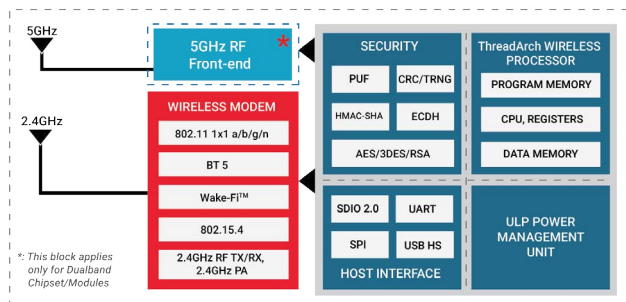 5GHz
5GHz RF
Front-end
*
2.4GHz
WIRELESS MODEM
802.11 1x1 a/b/g/n
BT 5
Wake-Fi™
802.15.4
2.4GHz RF TX/RX,
2.4GHz PA
*: This block applies
only for Dualband
Chipset/Modules
SECURITY
PUF
CRC/TRNG
HMAC-SHA
ECDH
AES/3DES/RSA
ThreadArch WIRELESS
PROCESSOR
PROGRAM MEMORY
CPU, REGISTERS
DATA MEMORY
SDIO 2.0
UART
SPI
USB HS
HOST INTERFACE
ULP POWER
MANAGEMENT
UNIT